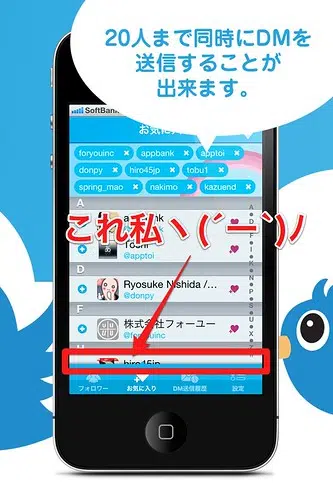 20人まで同時にDMを
送信することが
出来ます。
SoftBank
お気に入り
foryouinc ×
appbank ×
apptoi ×
donpy ×
hiro45jp ×
tobu1 ×
spring_mao ×
nakimo ×
kazuend ×
A
これ私ヽ(´ー`)ノ
@apptoi
D
Ryosuke Nishida /...
@donpy
F
株式会社フォーユー
@foryouinc
H
hiro45jp
フォロワー
お気に入り
DM送信履歴
設定